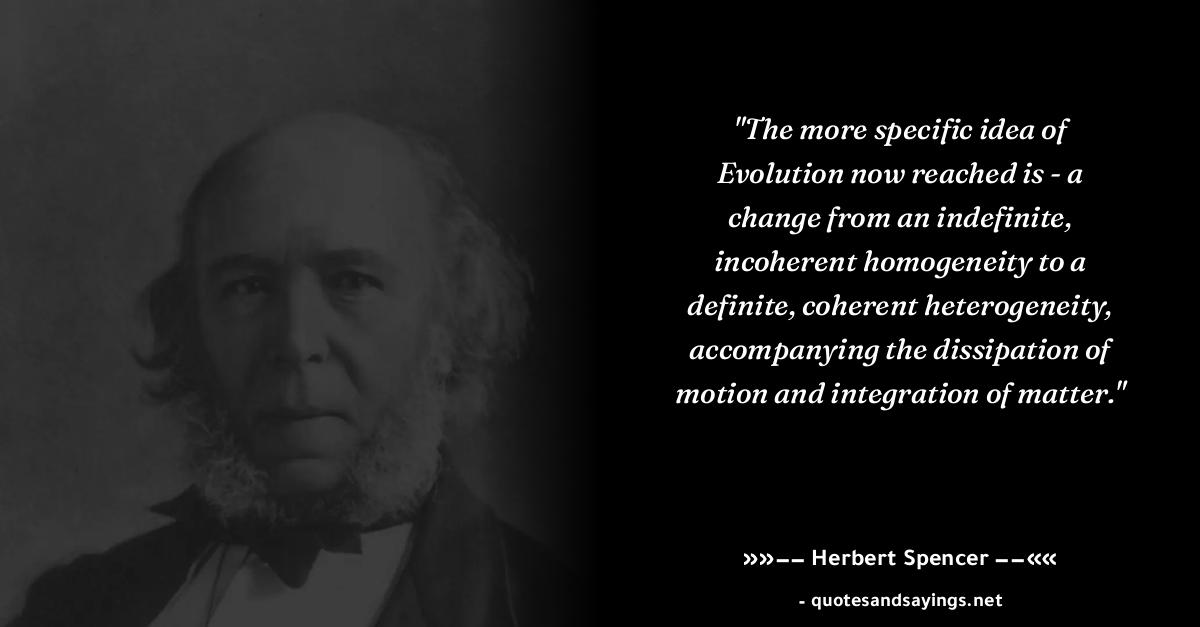 "The more specific idea of
Evolution now reached is - a
change from an indefinite,
incoherent homogeneity to a
definite, coherent heterogeneity,
accompanying the dissipation of
motion and integration of matter."
»»−− Herbert Spencer −−««
- quotesandsayings.net